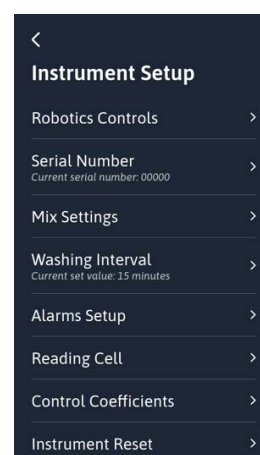 Instrument Setup
Robotics Controls
Serial Number
Current serial number: 00000
Mix Settings
Washing Interval
Current set value: 15 minutes
Alarms Setup
Reading Cell
Control Coefficients
Instrument Reset